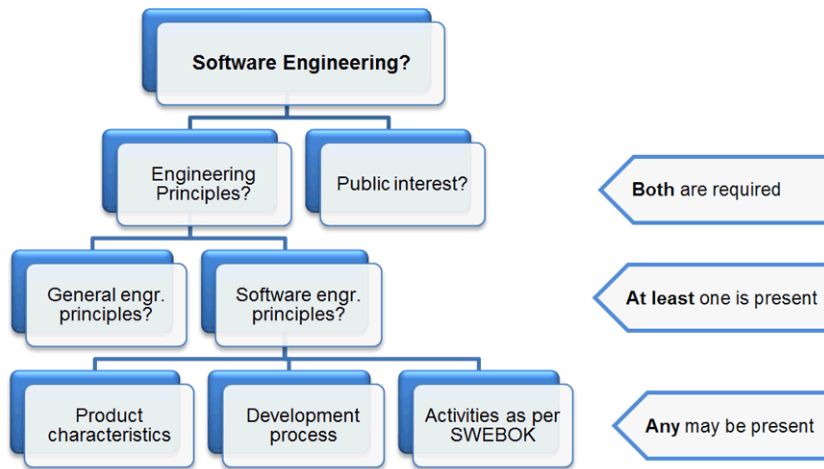 Software Engineering?
Engineering
Principles?
Public interest?
Both are required
General engr.
principles?
Software engr.
principles?
At least one is present
Product
characteristics
Development
process
Activities as per
SWEBOK
Any may be present